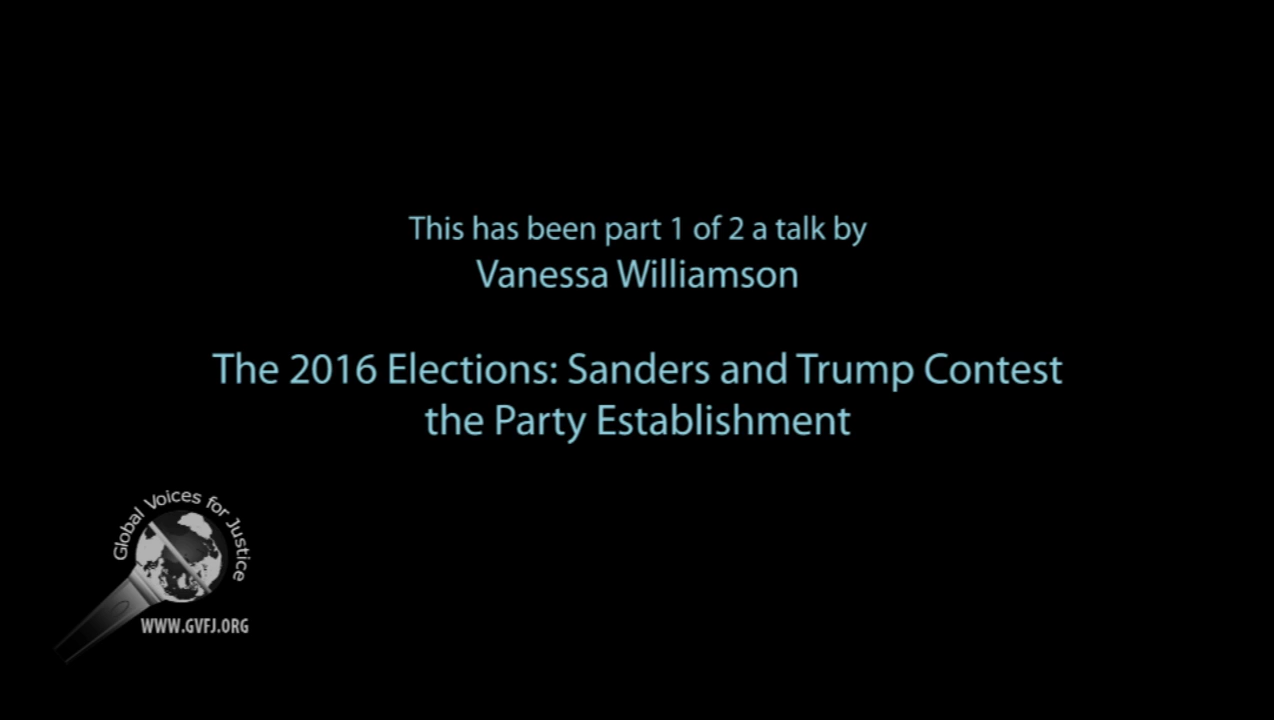 This has been part 1 of 2 a talk by
Vanessa Williamson
The 2016 Elections: Sanders and Trump Contest
the Party Establishment
Global Voices for Justice
WWW.GVFJ.ORG